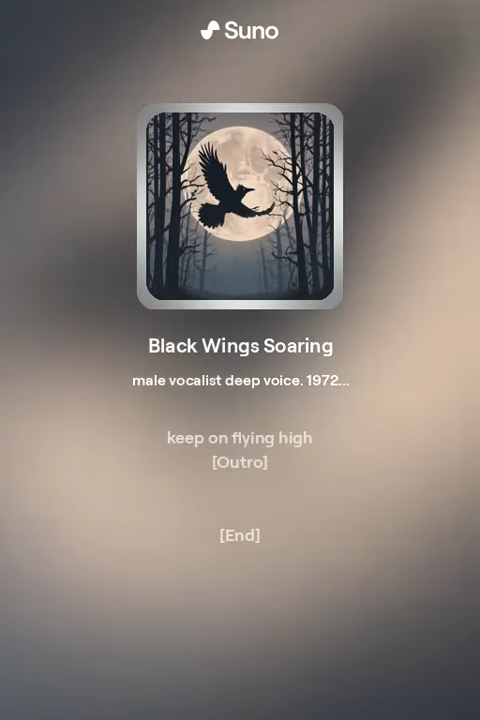 Suno
Black Wings Soaring
male vocalist deep voice. 1972...
keep on flying high
[Outro]
[End]